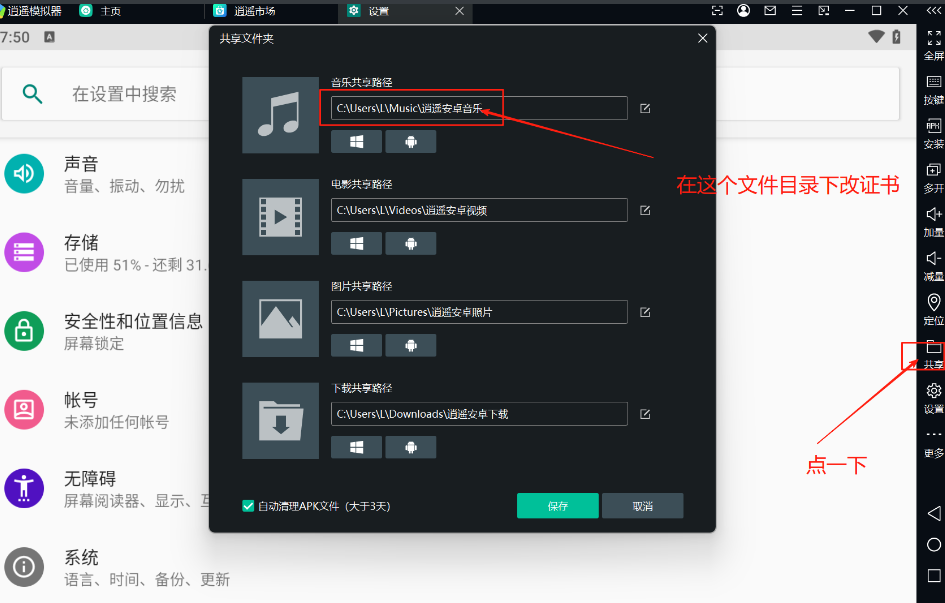 逍遥模拟器 主页 逍遥市场 设置
7:50 A
在设置中搜索
声音
音量、振动、勿扰
存储
已使用 51% - 还剩 31.
安全性和位置信息
屏幕锁定
帐号
未添加任何帐号
无障碍
屏幕阅读器、显示、互
系统
语言、时间、备份、更新
共享文件夹
音乐共享路径
C:\Users\L\Music\逍遥安卓音乐
电影共享路径
C:\Users\L\Videos\逍遥安卓视频
图片共享路径
C:\Users\L\Pictures\逍遥安卓照片
下载共享路径
C:\Users\L\Downloads\逍遥安卓下载
自动清理APK文件 (大于3天)
保存 取消
在这个文件目录下改证书
点一下
全屏
按键
APK
安装
多开
加量
减量
定位
共享
设置
更多